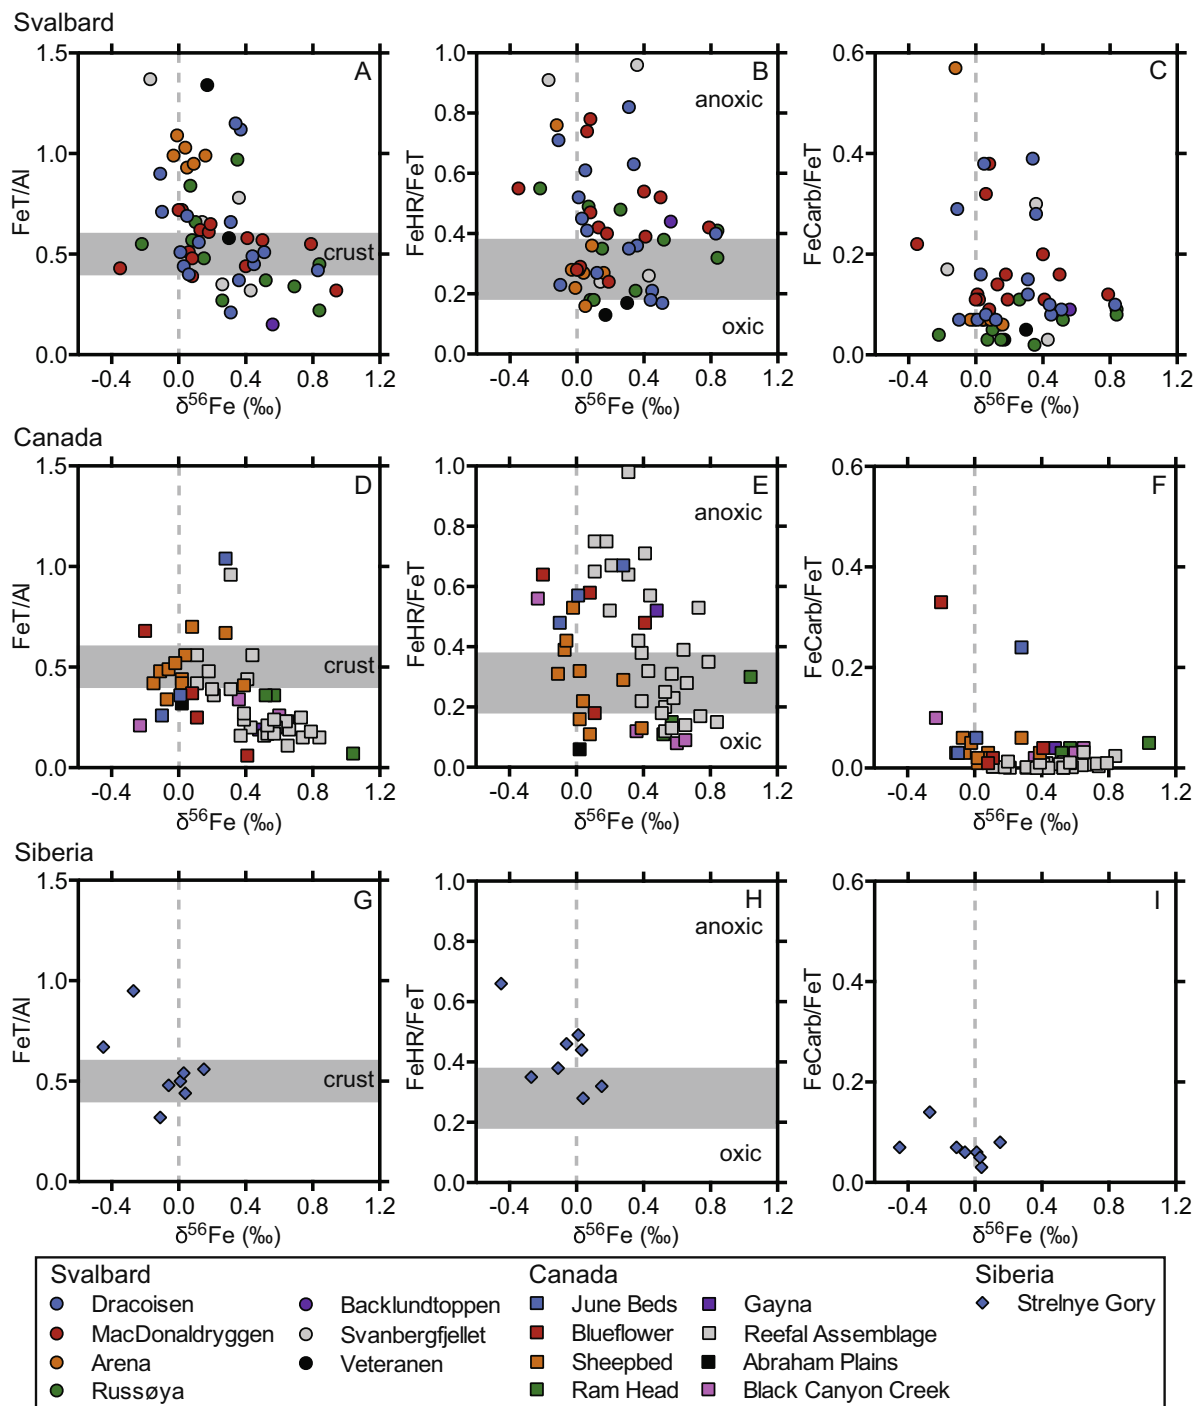 Svalbard
1.5
1.0
0.5
0.0
FeT/Al
A
crust
-0.4 0.0 0.4 0.8 1.2
δ56Fe (‰)
1.0
0.8
0.6
0.4
0.2
0.0
FeHR/FeT
B
anoxic
oxic
-0.4 0.0 0.4 0.8 1.2
δ56Fe (‰)
0.6
0.4
0.2
0.0
FeCarb/FeT
C
-0.4 0.0 0.4 0.8 1.2
δ56Fe (‰)
Canada
1.5
1.0
0.5
0.0
FeT/Al
D
crust
-0.4 0.0 0.4 0.8 1.2
δ56Fe (‰)
1.0
0.8
0.6
0.4
0.2
0.0
FeHR/FeT
E
anoxic
oxic
-0.4 0.0 0.4 0.8 1.2
δ56Fe (‰)
0.6
0.4
0.2
0.0
FeCarb/FeT
F
-0.4 0.0 0.4 0.8 1.2
δ56Fe (‰)
Siberia
1.5
1.0
0.5
0.0
FeT/Al
G
crust
-0.4 0.0 0.4 0.8 1.2
δ56Fe (‰)
1.0
0.8
0.6
0.4
0.2
0.0
FeHR/FeT
H
anoxic
oxic
-0.4 0.0 0.4 0.8 1.2
δ56Fe (‰)
0.6
0.4
0.2
0.0
FeCarb/FeT
I
-0.4 0.0 0.4 0.8 1.2
δ56Fe (‰)
Svalbard
Dracoisen
MacDonaldryggen
Arena
Russøya
Backlundtoppen
Svanbergfjellet
Veteranen
Canada
June Beds
Blueflower
Sheepbed
Ram Head
Gayna
Reefal Assemblage
Abraham Plains
Black Canyon Creek
Siberia
Strelnye Gory